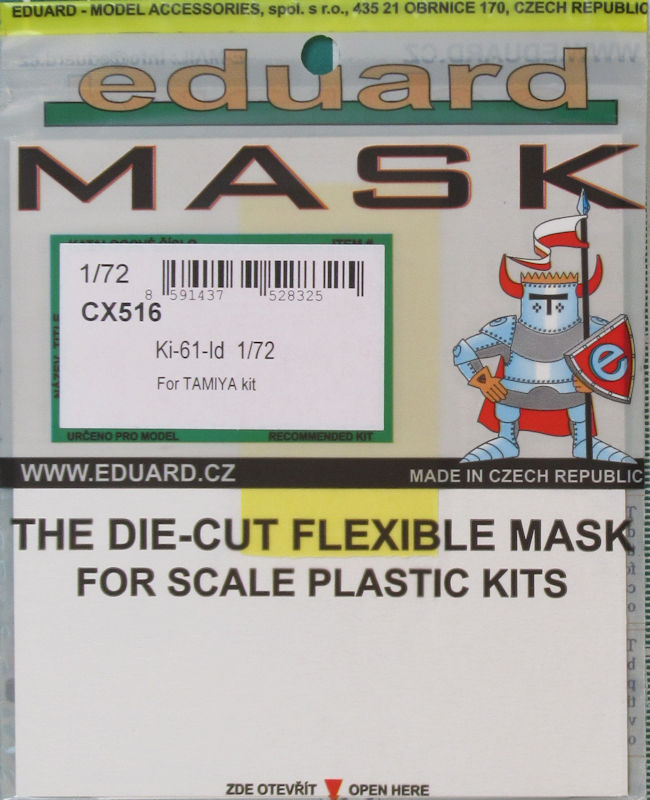 EDUARD - MODEL ACCESSORIES, spol. s r.o., 435 21 OBRNICE 170, CZECH REPUBLIC
eduard
MASK
1/72
8 591437 528325
CX516
Ki-61-Id 1/72
For TAMIYA kit
URČENO PRO MODEL RECOMMENDED KIT
e
WWW.EDUARD.CZ MADE IN CZECH REPUBLIC
THE DIE-CUT FLEXIBLE MASK
FOR SCALE PLASTIC KITS
ZDE OTEVŘÍT OPEN HERE